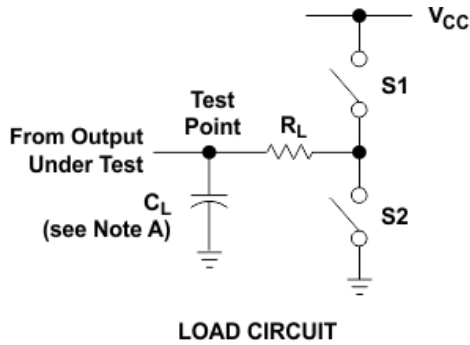 VCC
S1
Test
Point
RL
From Output
Under Test
CL
(see Note A)
S2
LOAD CIRCUIT